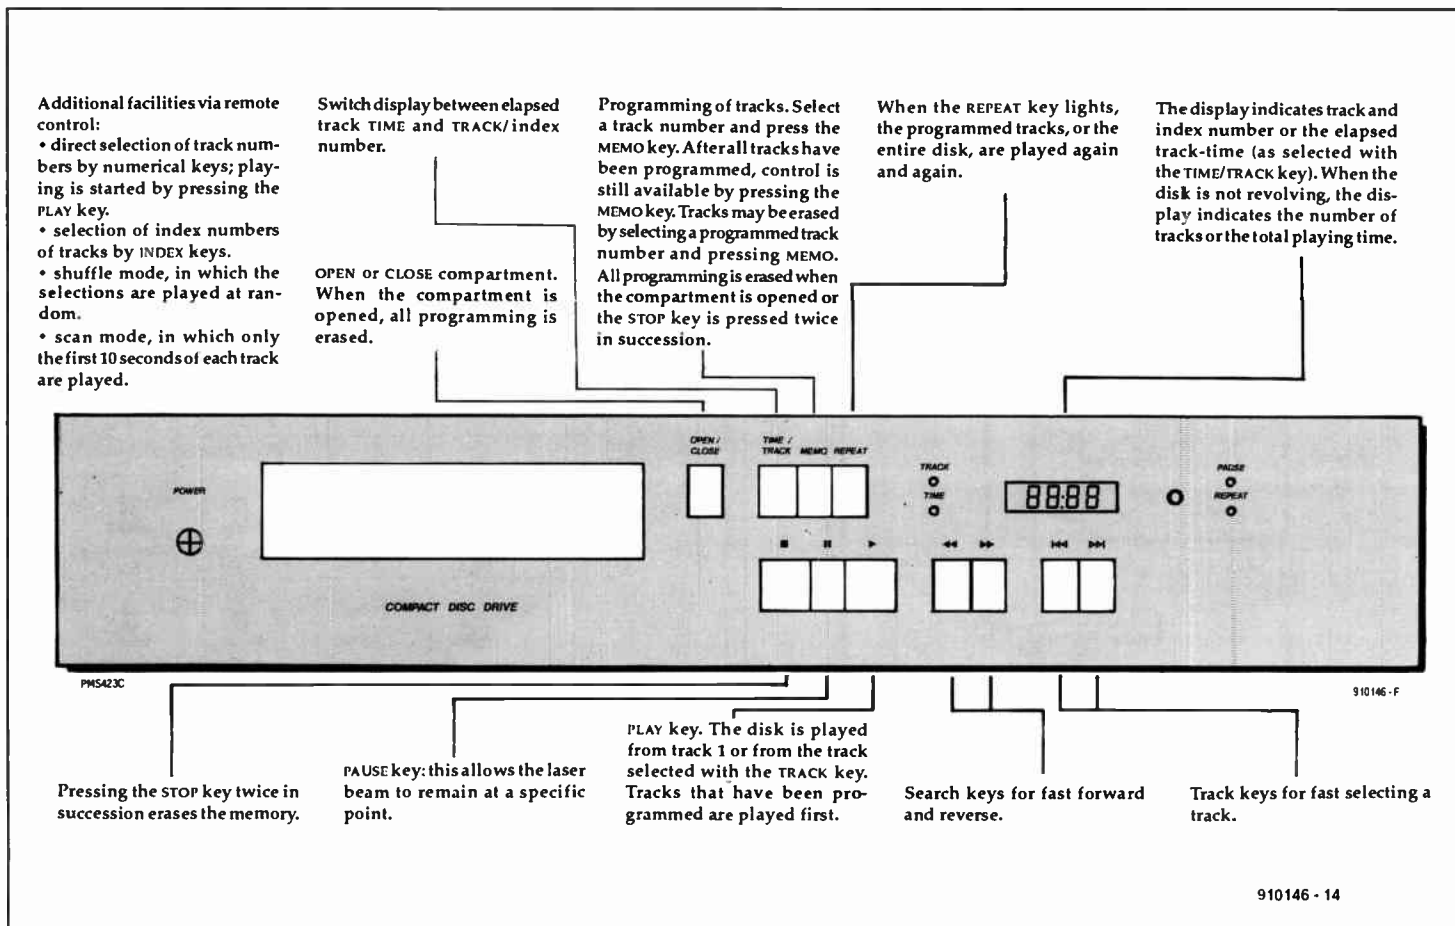 Additional facilities via remote
control:
• direct selection of track num-
bers by numerical keys; play-
ing is started by pressing the
PLAY key.
• selection of index numbers
of tracks by INDEX keys.
• shuffle mode, in which the
selections are played at ran-
dom.
• scan mode, in which only
the first 10 seconds of each track
are played.
Switch display between elapsed
track TIME and TRACK/index
number.
OPEN or CLOSE compartment.
When the compartment is
opened, all programming is
erased.
Programming of tracks. Select
a track number and press the
MEMO key. After all tracks have
been programmed, control is
still available by pressing the
MEMO key. Tracks may be erased
by selecting a programmed track
number and pressing MEMO.
All programming is erased when
the compartment is opened or
the STOP key is pressed twice
in succession.
When the REPEAT key lights,
the programmed tracks, or the
entire disk, are played again
and again.
The display indicates track and
index number or the elapsed
track-time (as selected with
the TIME/TRACK key). When the
disk is not revolving, the dis-
play indicates the number of
tracks or the total playing time.
POWER
COMPACT DISC DRIVE
OPEN /
CLOSE
TIME /
TRACK MEMO REPEAT
TRACK
TIME
88:88
PAUSE
REPEAT
PMS423C
910146 - F
Pressing the STOP key twice in
succession erases the memory.
PAUSE key: this allows the laser
beam to remain at a specific
point.
PLAY key. The disk is played
from track 1 or from the track
selected with the TRACK key.
Tracks that have been pro-
grammed are played first.
Search keys for fast forward
and reverse.
Track keys for fast selecting a
track.
910146 - 14